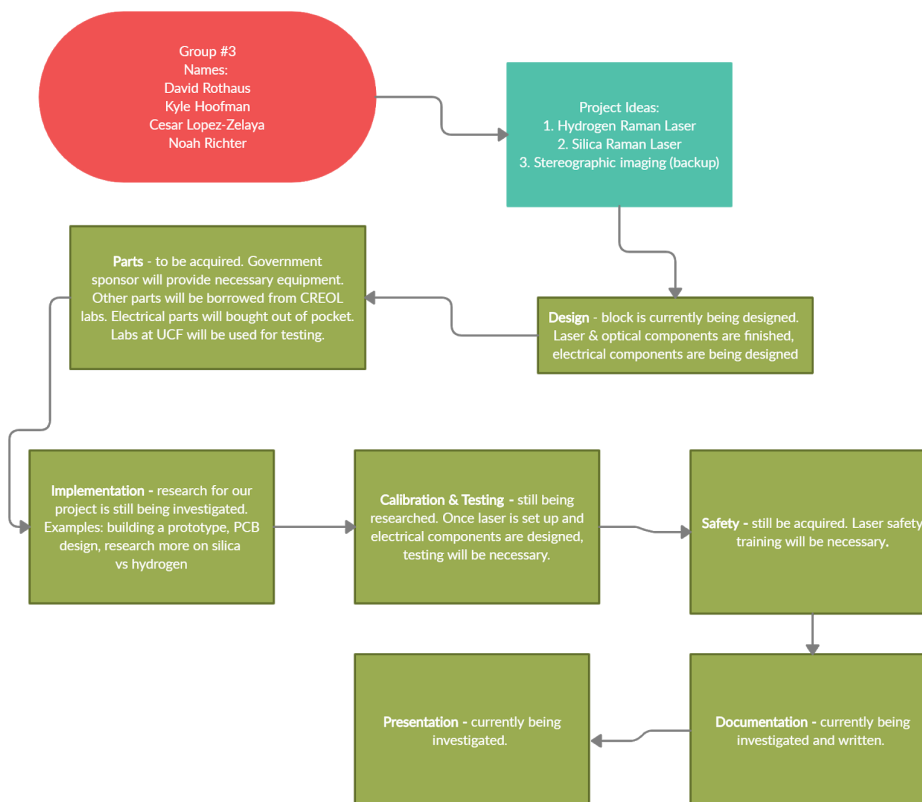 Group #3
Names:
David Rothaus
Kyle Hoofman
Cesar Lopez-Zelaya
Noah Richter
Project Ideas:
1. Hydrogen Raman Laser
2. Silica Raman Laser
3. Stereographic imaging (backup)
Design - block is currently being designed.
Laser & optical components are finished,
electrical components are being designed
Parts - to be acquired. Government
sponsor will provide necessary equipment.
Other parts will be borrowed from CREOL
labs. Electrical parts will bought out of pocket.
Labs at UCF will be used for testing.
Implementation - research for our
project is still being investigated.
Examples: building a prototype, PCB
design, research more on silica
vs hydrogen
Calibration & Testing - still being
researched. Once laser is set up and
electrical components are designed,
testing will be necessary.
Safety - still be acquired. Laser safety
training will be necessary.
Documentation - currently being
investigated and written.
Presentation - currently being
investigated.